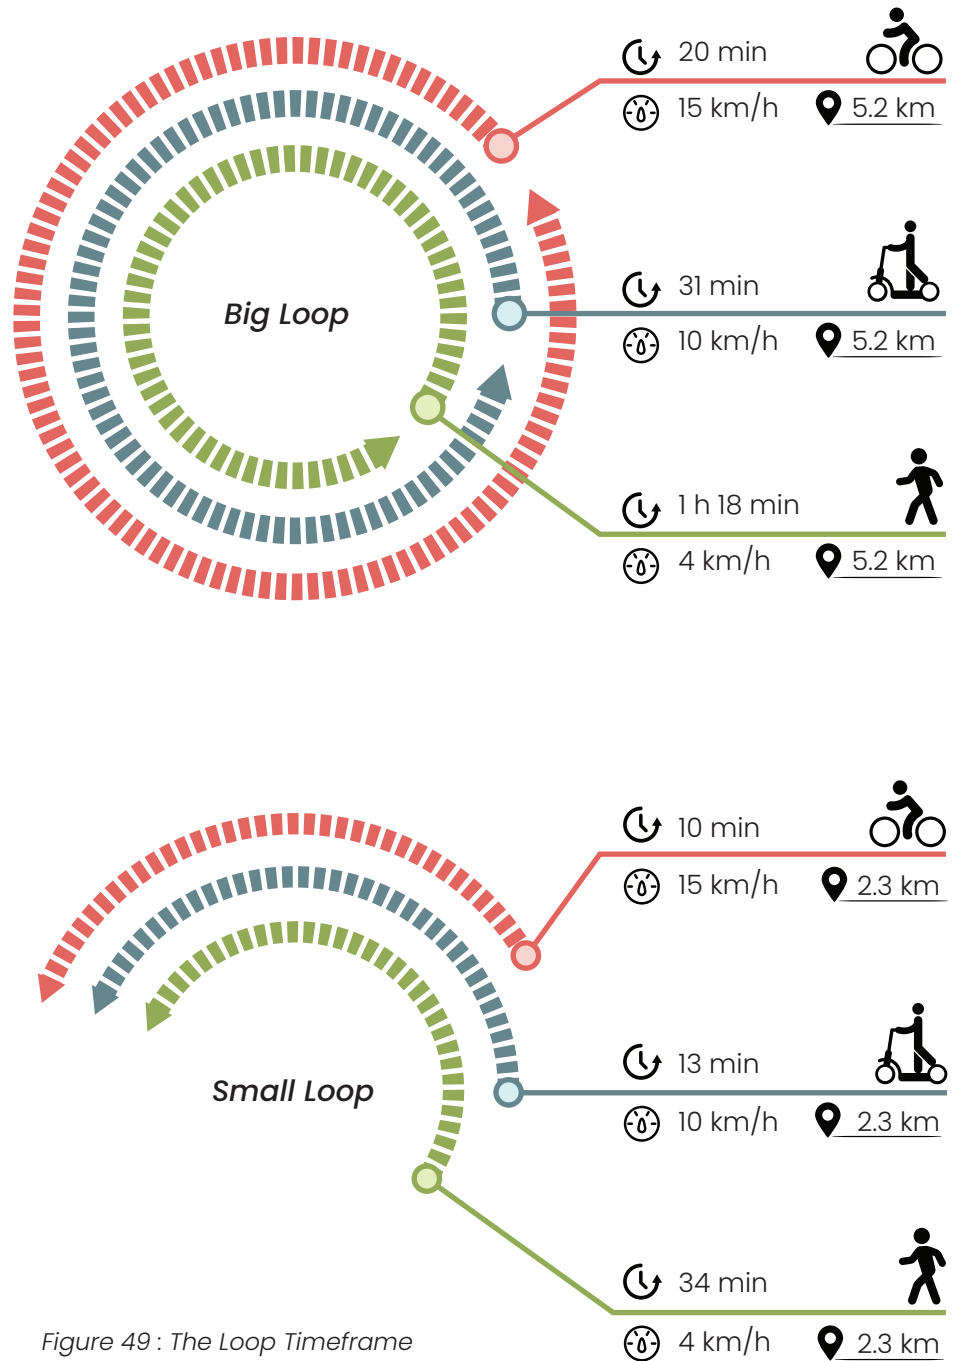 20 min
15 km/h 5.2 km
Big Loop
31 min
10 km/h 5.2 km
1 h 18 min
4 km/h 5.2 km
10 min
15 km/h 2.3 km
Small Loop
13 min
10 km/h 2.3 km
34 min
4 km/h 2.3 km
Figure 49 : The Loop Timeframe